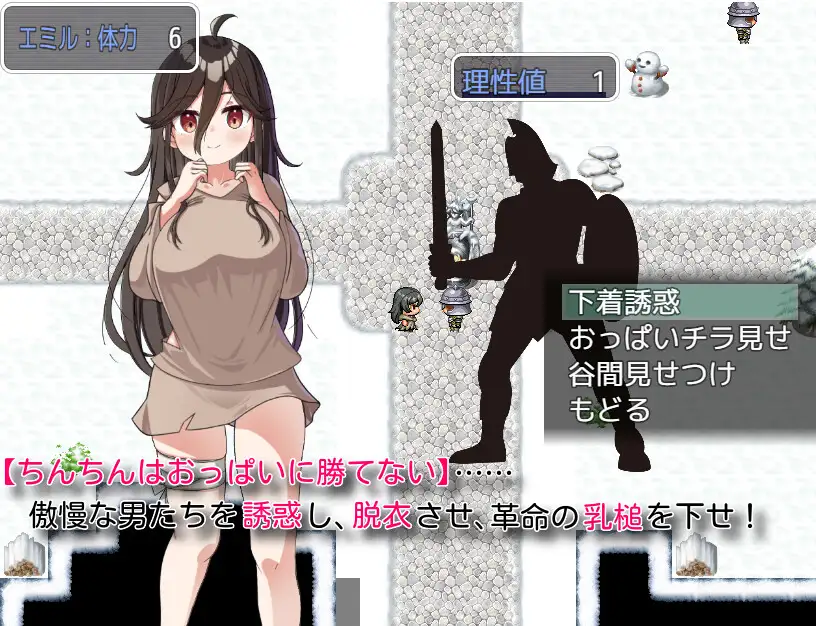 エミル：体力 6
理性値 1
下着誘惑
おっぱいチラ見せ
谷間見せつけ
もどる
【ちんちんはおっぱいに勝てない】……
傲慢な男たちを誘惑し、脱衣させ、革命の乳槌を下せ！